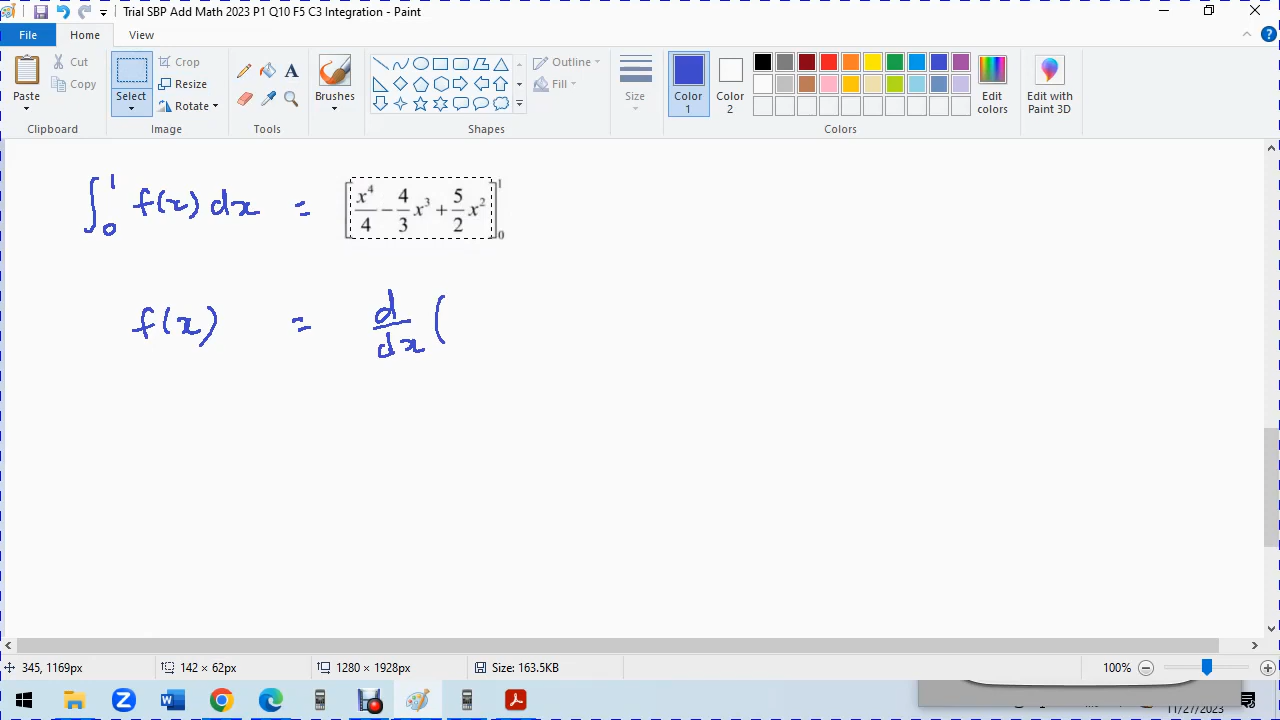 Trial SBP Add Math 2023 P1 Q10 F5 C3 Integration - Paint
File Home View
Paste Cut Copy Clipboard
Select Crop Resize Rotate Image
Tools
Brushes
Outline Fill Shapes
Size
Color 1 Color 2 Edit colors Colors
Edit with Paint 3D
∫₀¹ f(x) dx = [x⁴/4 − 4/3 x³ + 5/2 x²]₀¹
f(x) = d/dx (
345, 1169px 142 × 62px 1280 × 1928px Size: 163.5KB 100%
11/27/2023